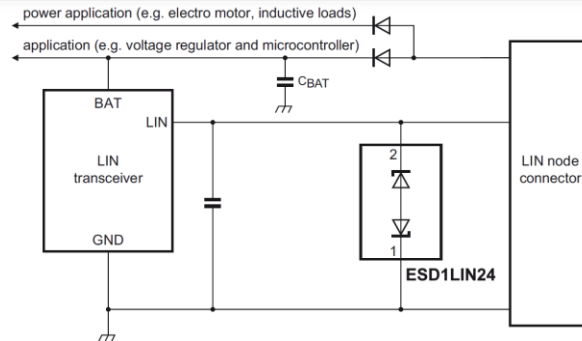 power application (e.g. electro motor, inductive loads)
application (e.g. voltage regulator and microcontroller)
CBAT
BAT
LIN
LIN
transceiver
GND
2
1
ESD1LIN24
LIN node
connector